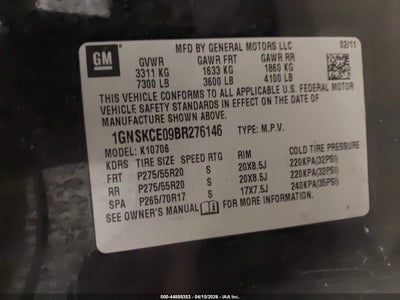 GM
MFD BY GENERAL MOTORS LLC 02/11
GVWR GAWR FRT GAWR RR
3311 KG 1633 KG 1860 KG
7300 LB 3600 LB 4100 LB
THIS VEHICLE CONFORMS TO ALL APPLICABLE U.S. FEDERAL MOTOR
VEHICLE SAFETY AND THEFT PREVENTION STANDARDS
IN EFFECT ON THE DATE OF MANUFACTURE
SHOWN ABOVE.
1GNSKCE09BR276146 TYPE: M.P.V.
MODEL: K10706
TIRE SIZE SPEED RTG RIM COLD TIRE PRESSURE
FRT P275/55R20 S 20X8.5J 220KPA(32PSI)
RR P275/55R20 S 20X8.5J 220KPA(32PSI)
SPA P265/70R17 S 17X7.5J 240KPA(35PSI)
SEE OWNER'S MANUAL FOR MORE INFORMATION.
000-44888353 - 04/15/2026 - IAA Inc.